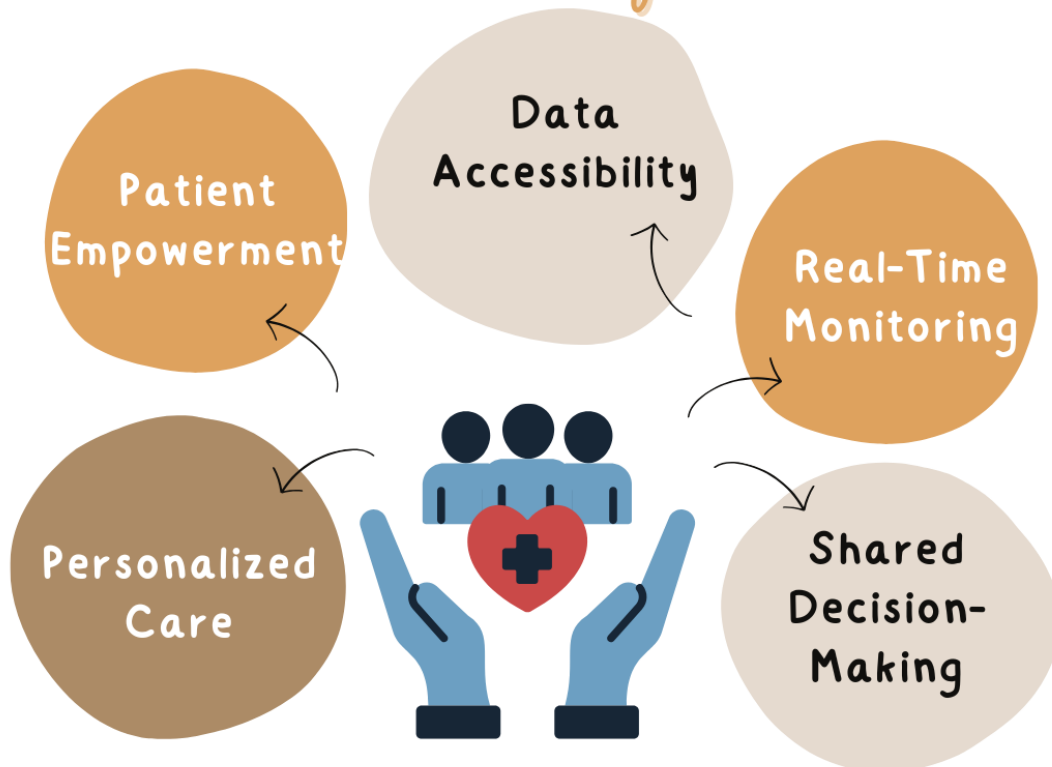 Data
Accessibility
Patient
Empowerment
Real-Time
Monitoring
Personalized
Care
Shared
Decision-
Making